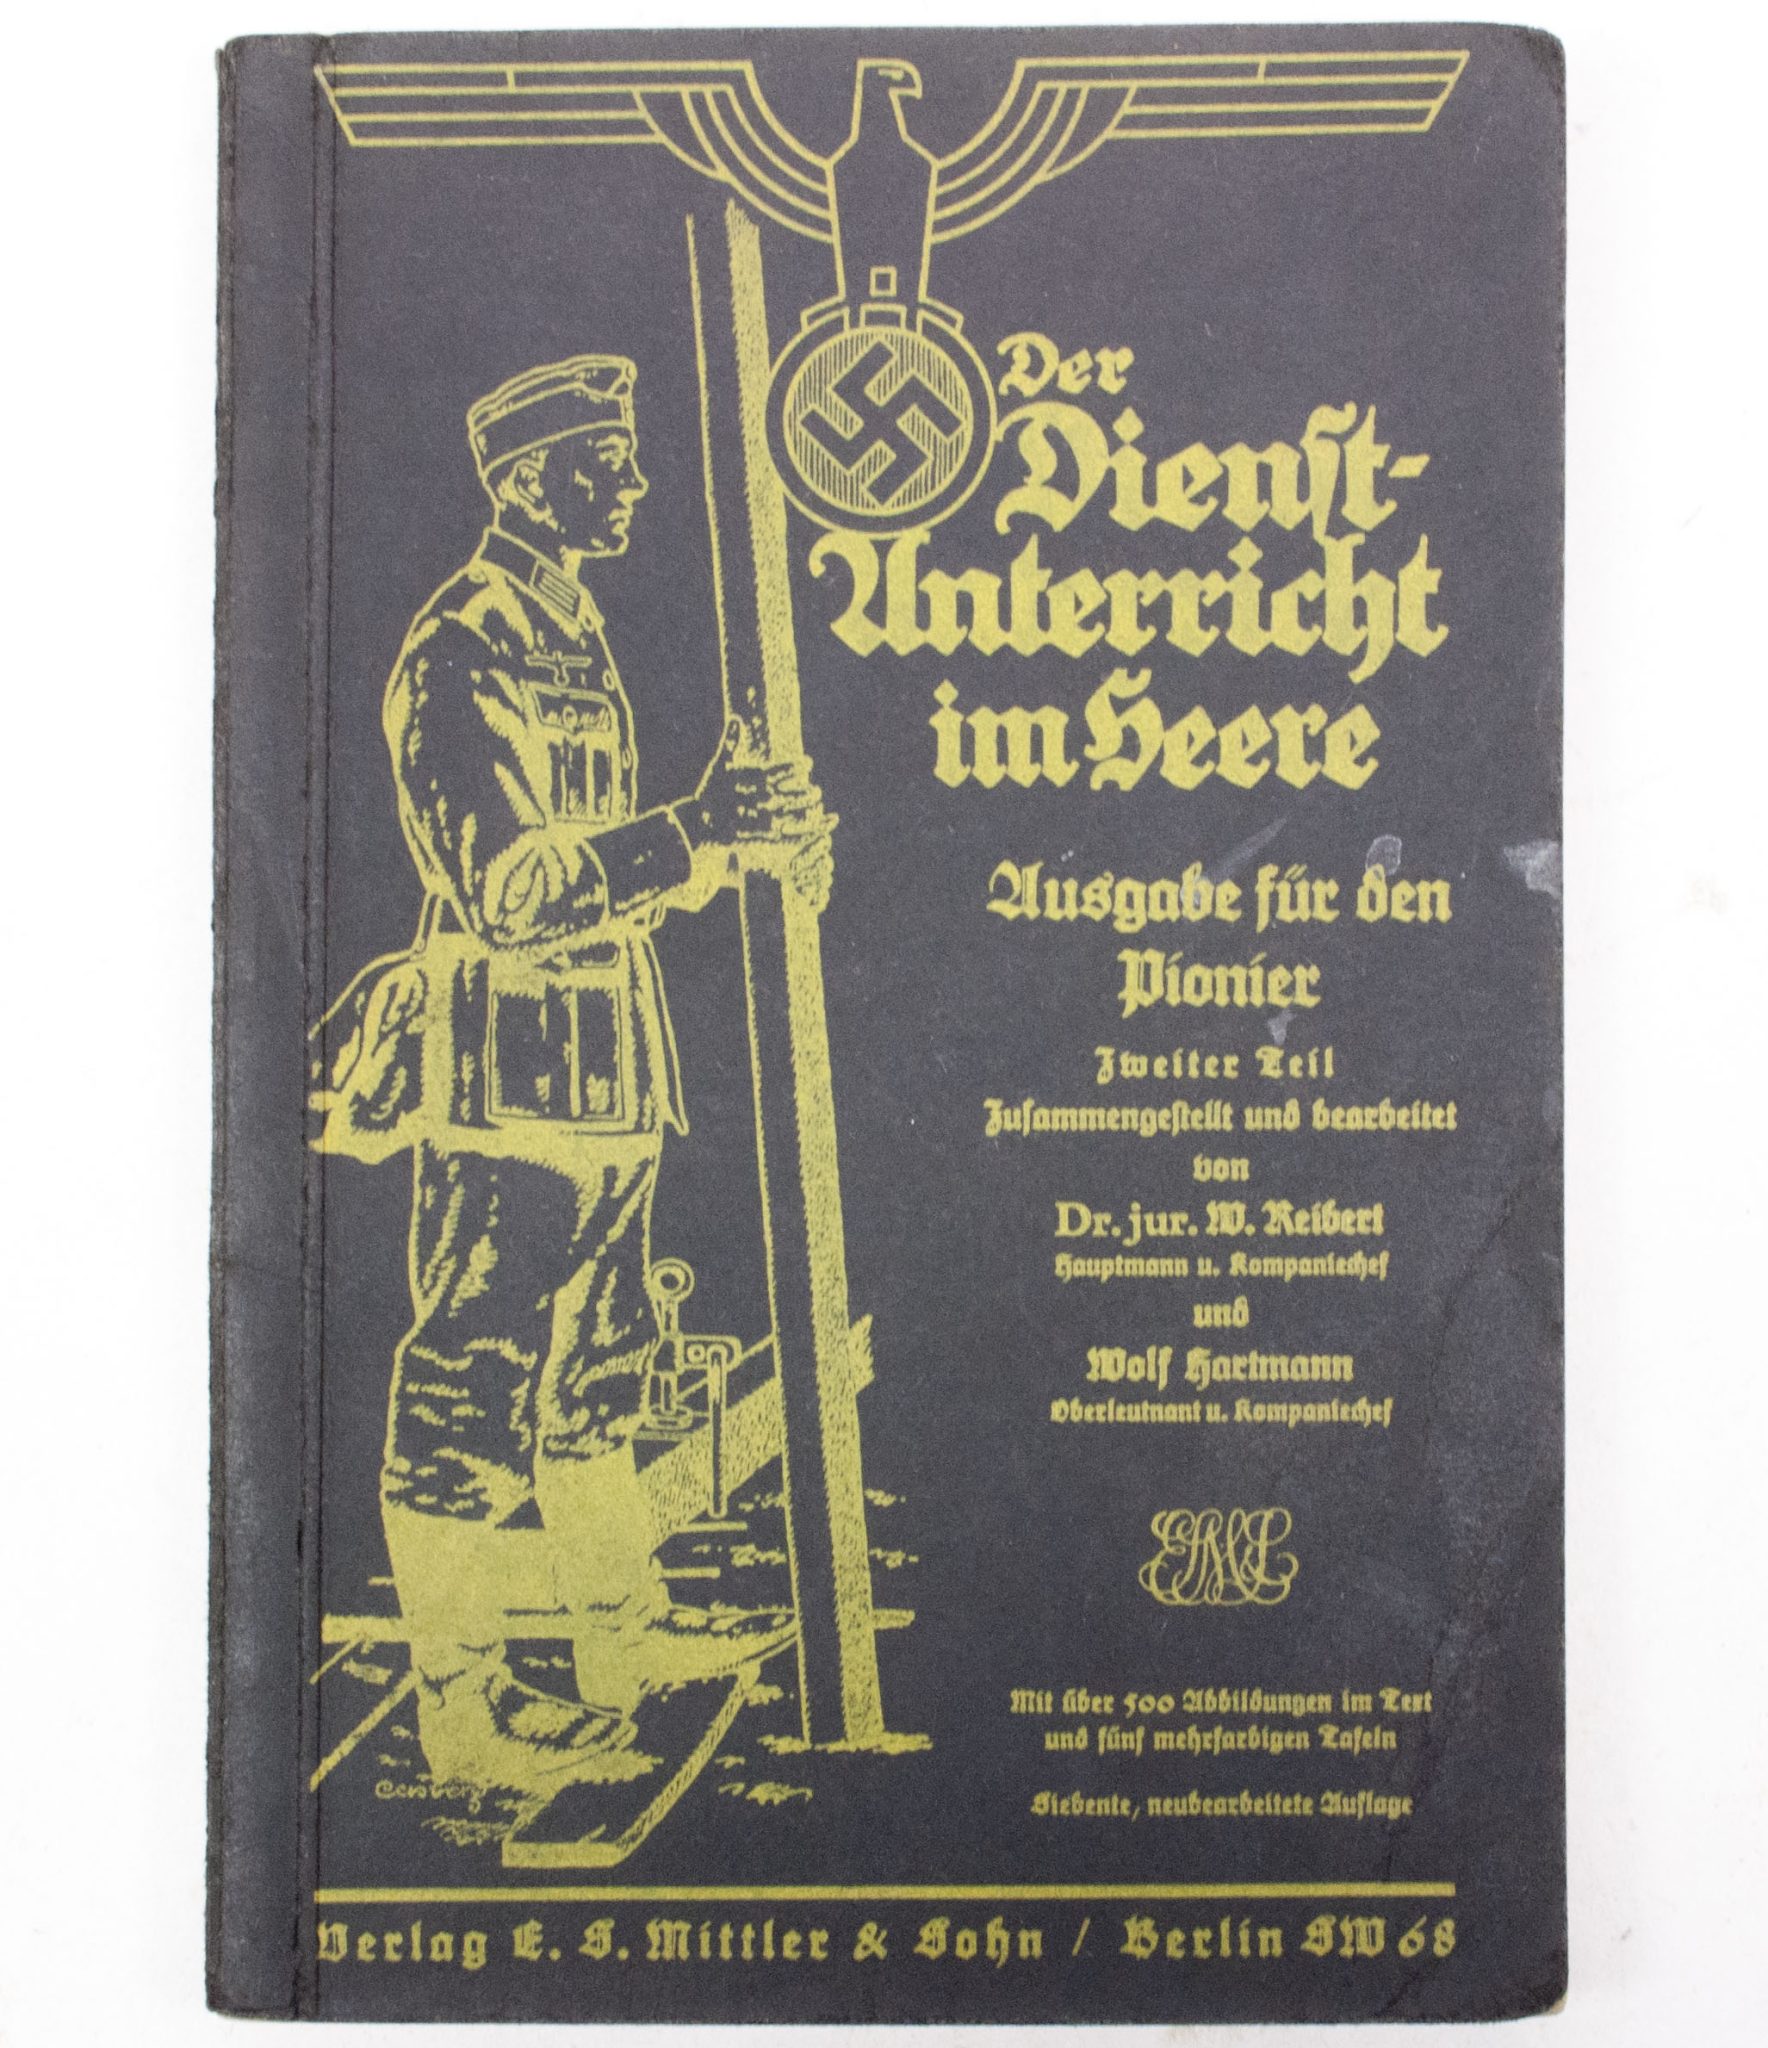 Der
Dienst-
Unterricht
im Heere
Ausgabe für den
Pionier
Zweiter Teil
Zusammengestellt und bearbeitet
von
Dr. jur. W. Reibert
Hauptmann u. Kompaniechef
und
Wolf Hartmann
Oberleutnant u. Kompaniechef
Mit über 500 Abbildungen im Text
und fünf mehrfarbigen Tafeln
Siebente, neubearbeitete Auflage
Verlag E. S. Mittler & Sohn / Berlin SW 68